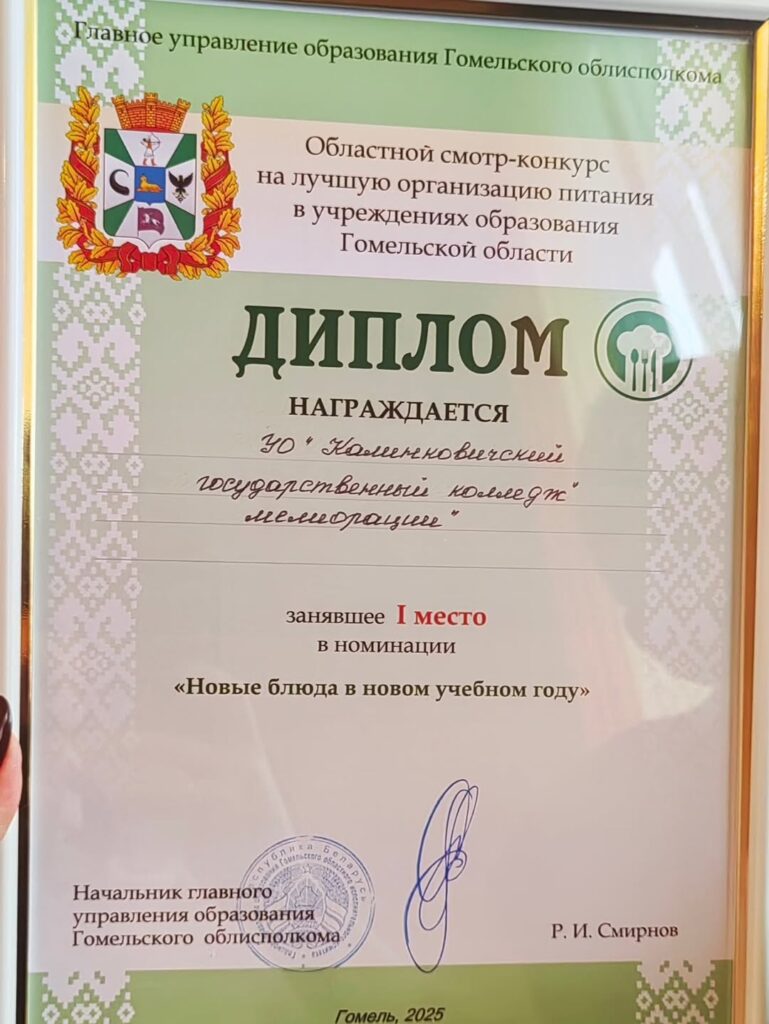 Главное управление образования Гомельского облисполкома
Областной смотр-конкурс
на лучшую организацию питания
в учреждениях образования
Гомельской области
ДИПЛОМ
НАГРАЖДАЕТСЯ
УО "Калинковичский
государственный колледж"
мелиорации"
занявшее I место
в номинации
«Новые блюда в новом учебном году»
Республика Беларусь
Начальник главного
управления образования
Гомельского облисполкома
Р. И. Смирнов
Гомель, 2025